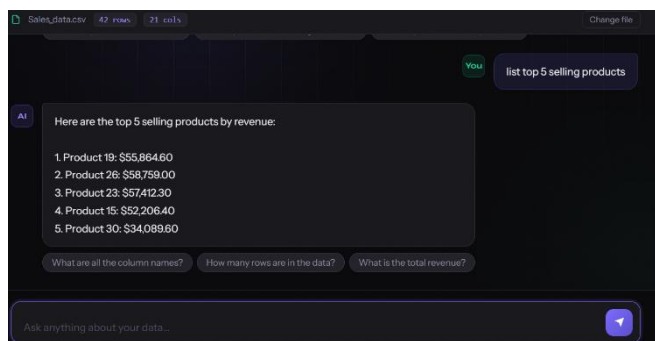 Sales_data.csv 42 rows 21 cols Change file
You
list top 5 selling products
AI
Here are the top 5 selling products by revenue:
1. Product 19: $55,864.60
2. Product 26: $58,759.00
3. Product 23: $57,412.30
4. Product 15: $52,206.40
5. Product 30: $34,089.60
What are all the column names? How many rows are in the data? What is the total revenue?
Ask anything about your data...